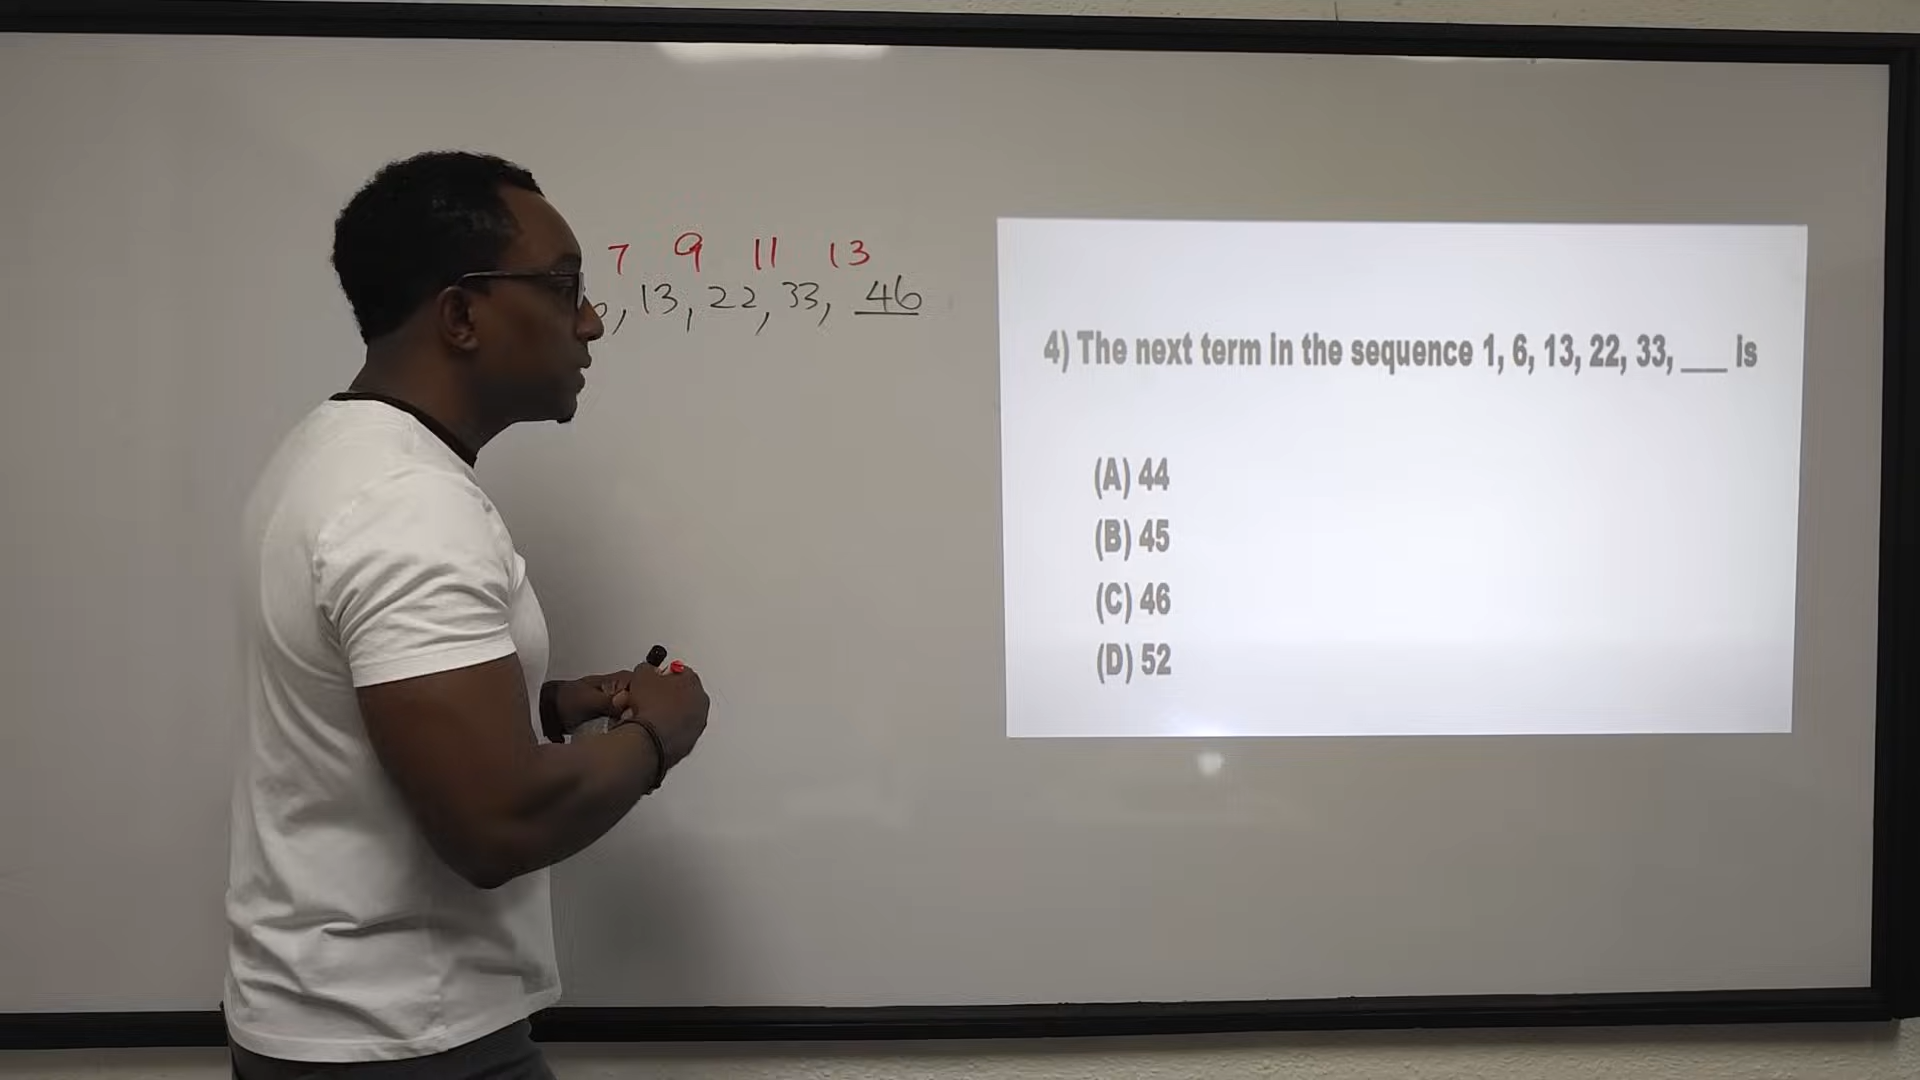 7 9 11 13
6, 13, 22, 33, 46
4) The next term in the sequence 1, 6, 13, 22, 33, ___ is
(A) 44
(B) 45
(C) 46
(D) 52